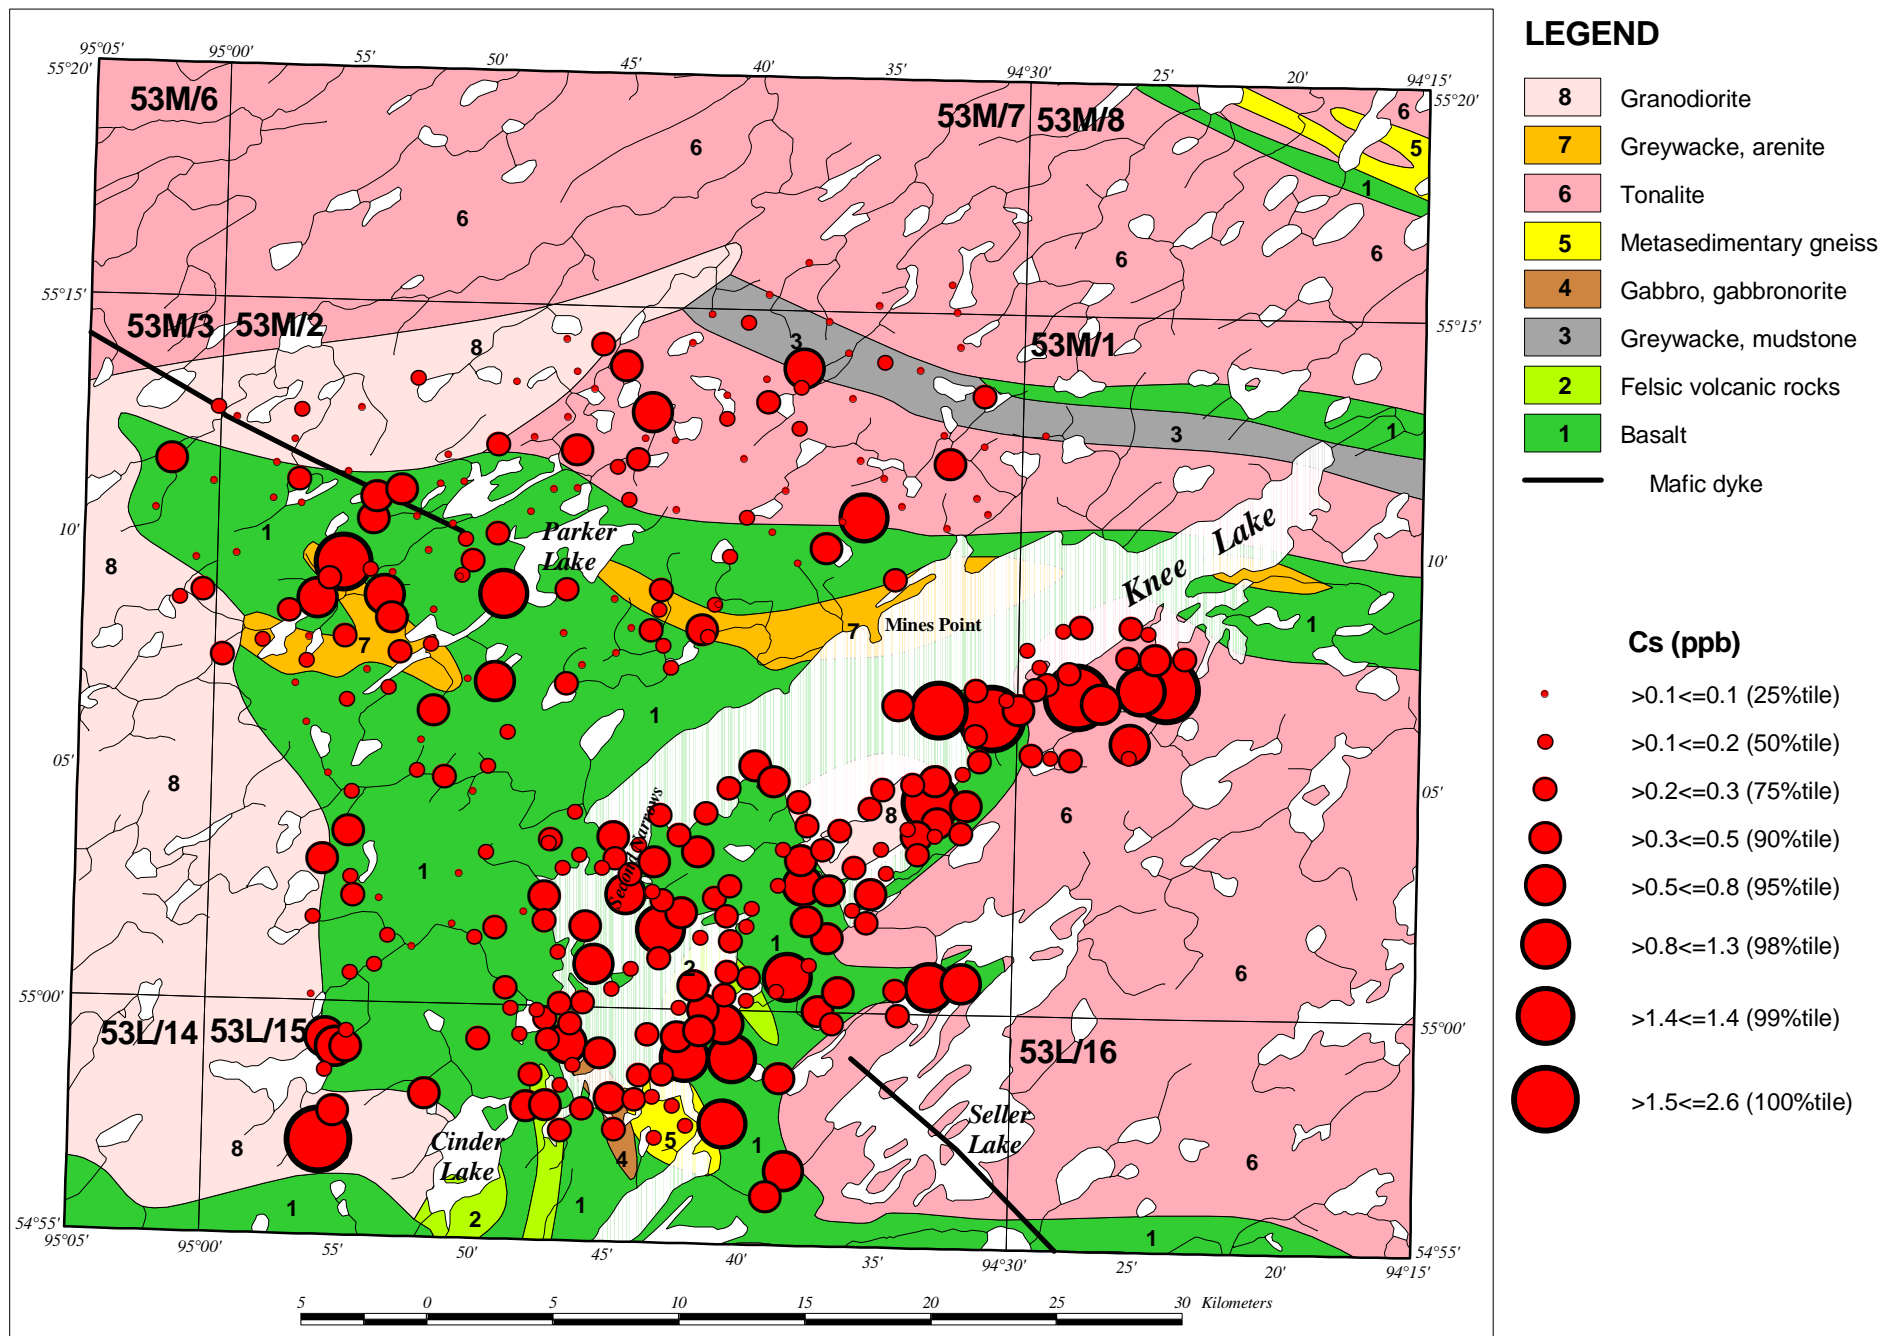 95°05'
95°00'
55'
50'
45'
40'
35'
94°30'
25'
20'
94°15'
55°20'
55°20'
53M/6
53M/7
53M/8
6
6
5
1
6
6
6
6
55°15'
55°15'
53M/3
53M/2
53M/1
8
3
3
1
10'
10'
1
8
Parker
Lake
Knee Lake
7
7
Mines Point
1
1
05'
05'
8
8
6
Second Narrows
1
1
2
6
55°00'
55°00'
53L/14
53L/15
53L/16
8
Cinder
Lake
Seller
Lake
5
4
1
6
1
2
1
1
54°55'
54°55'
95°05'
95°00'
55'
50'
45'
40'
35'
94°30'
25'
20'
94°15'
5
0
5
10
15
20
25
30
Kilometers
LEGEND
8 Granodiorite
7 Greywacke, arenite
6 Tonalite
5 Metasedimentary gneiss
4 Gabbro, gabbronorite
3 Greywacke, mudstone
2 Felsic volcanic rocks
1 Basalt
Mafic dyke
Cs (ppb)
>0.1<=0.1 (25%tile)
>0.1<=0.2 (50%tile)
>0.2<=0.3 (75%tile)
>0.3<=0.5 (90%tile)
>0.5<=0.8 (95%tile)
>0.8<=1.3 (98%tile)
>1.4<=1.4 (99%tile)
>1.5<=2.6 (100%tile)